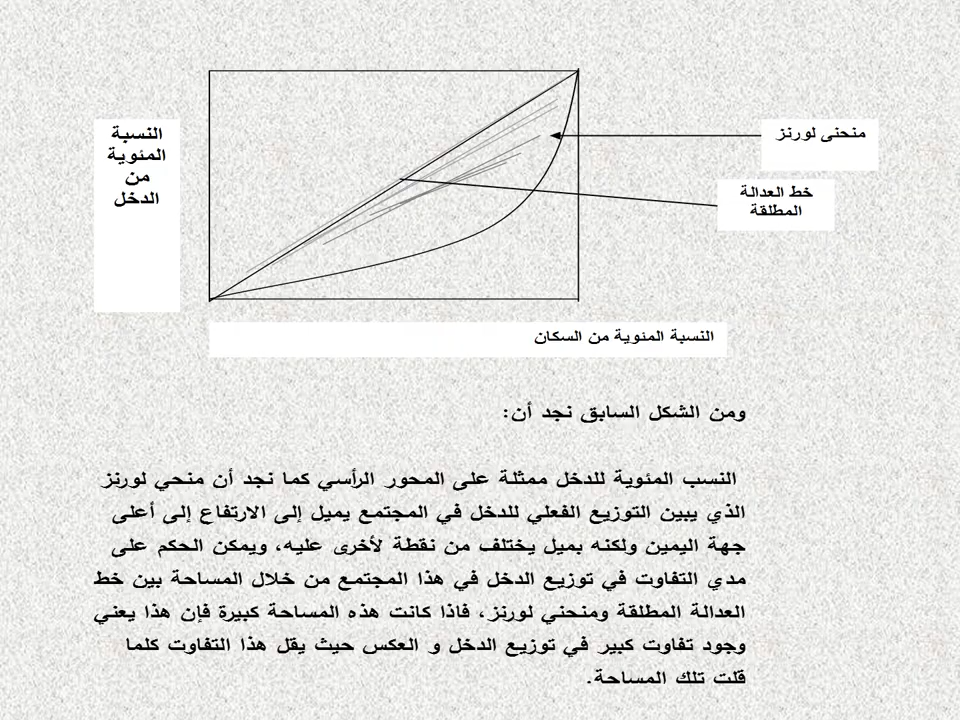 النسبة
المئوية
من
الدخل
منحنى لورنز
خط العدالة
المطلقة
النسبة المئوية من السكان
ومن الشكل السابق نجد أن:
النسب المئوية للدخل ممثلة على المحور الرأسي كما نجد أن منحي لورنز
الذي يبين التوزيع الفعلي للدخل في المجتمع يميل إلى الارتفاع إلى أعلى
جهة اليمين ولكنه بميل يختلف من نقطة لأخرى عليه، ويمكن الحكم على
مدي التفاوت في توزيع الدخل في هذا المجتمع من خلال المساحة بين خط
العدالة المطلقة ومنحني لورنز، فاذا كانت هذه المساحة كبيرة فإن هذا يعني
وجود تفاوت كبير في توزيع الدخل و العكس حيث يقل هذا التفاوت كلما
قلت تلك المساحة.